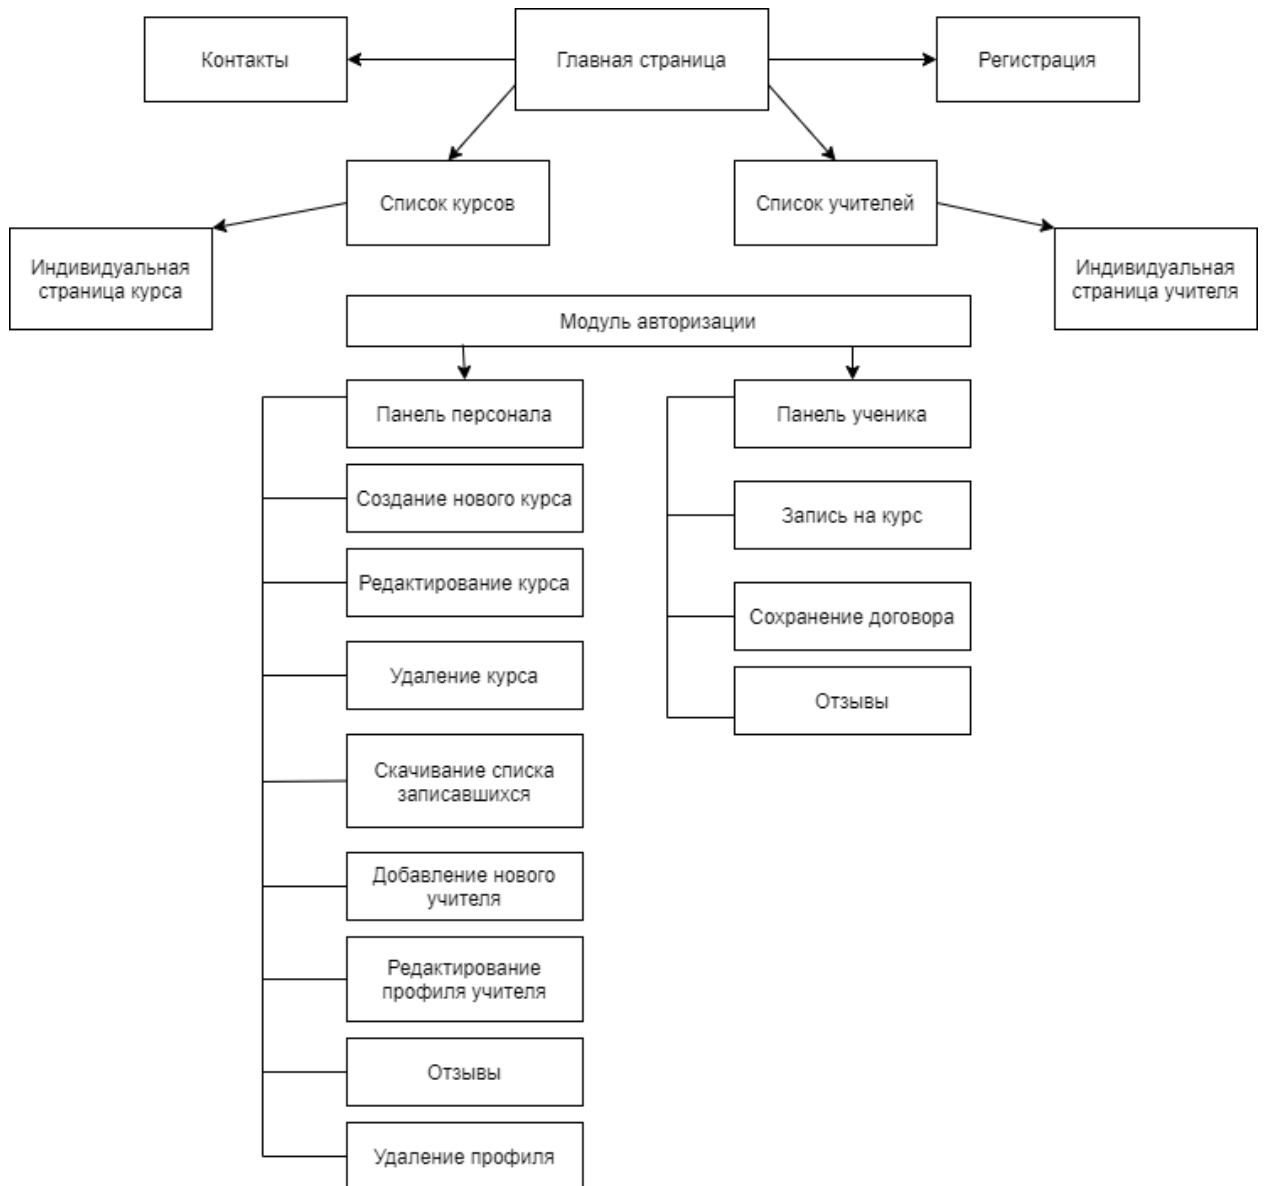 Контакты
Главная страница
Регистрация
Список курсов
Список учителей
Индивидуальная
страница курса
Индивидуальная
страница учителя
Модуль авторизации
Панель персонала
Создание нового курса
Редактирование курса
Удаление курса
Скачивание списка
записавшихся
Добавление нового
учителя
Редактирование
профиля учителя
Отзывы
Удаление профиля
Панель ученика
Запись на курс
Сохранение договора
Отзывы